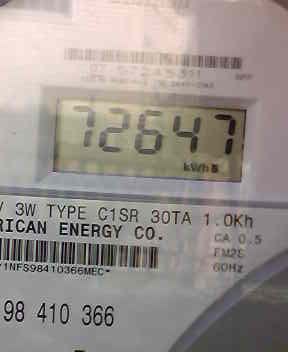 72647
kWh
V 3W TYPE C1SR 30TA 1.0Kh
RICAN ENERGY CO.
CA 0.5
FM2S
60Hz
1NFS98410366MEC*
98 410 366